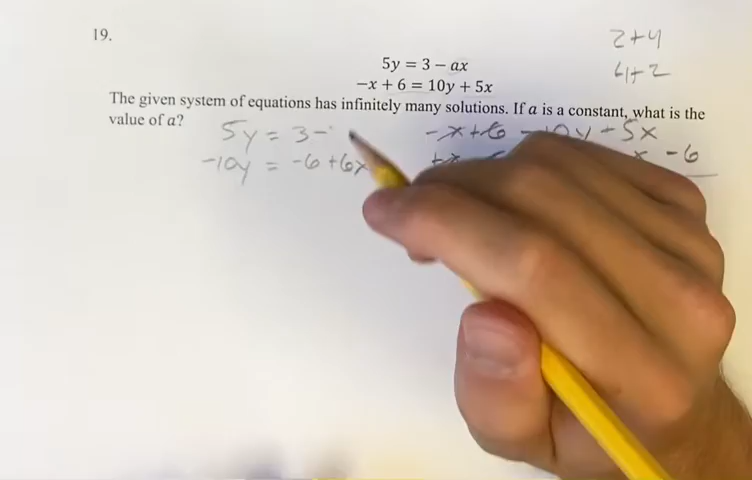 19.
2+4
4+2
5y = 3 − ax
−x + 6 = 10y + 5x
The given system of equations has infinitely many solutions. If a is a constant, what is the
value of a?
5y = 3-
-10y = -6+6x
-x+6 -10y -5x
+x
x -6